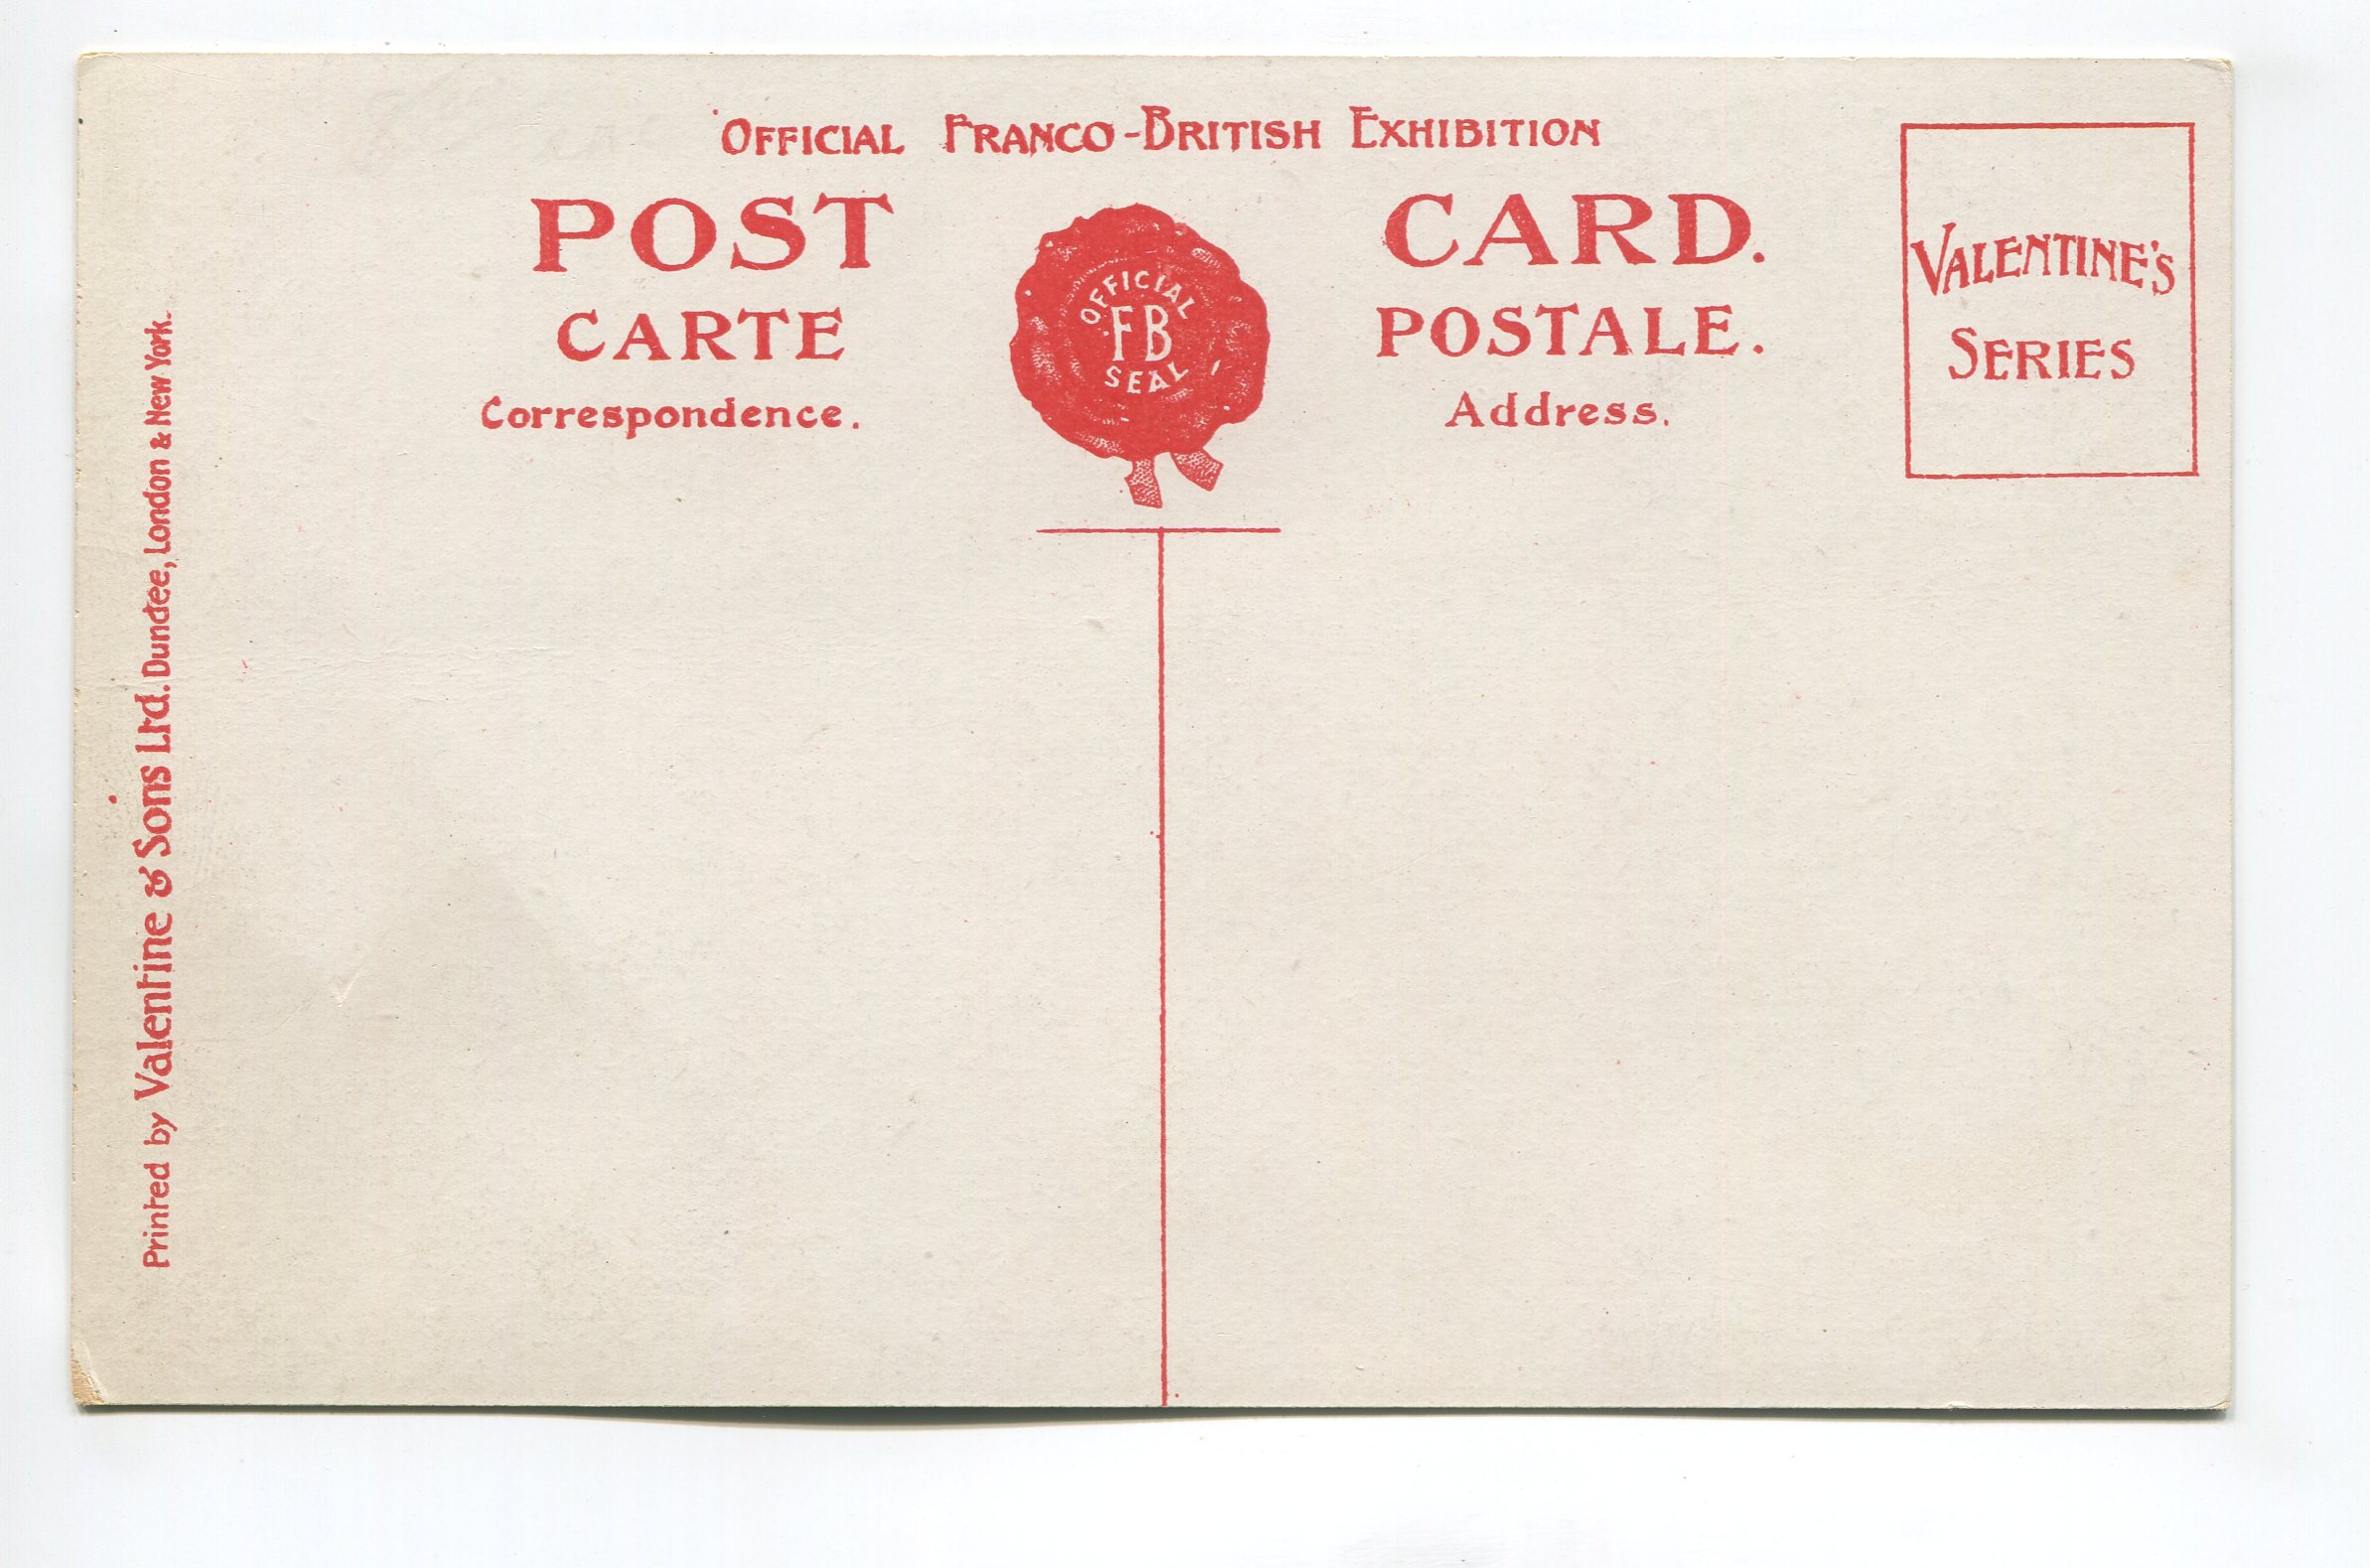 OFFICIAL FRANCO-BRITISH EXHIBITION
POST CARD.
CARTE POSTALE.
Correspondence. Address.
OFFICIAL
FB
SEAL
VALENTINE'S
SERIES
Printed by Valentine & Sons Ltd. Dundee, London & New York.